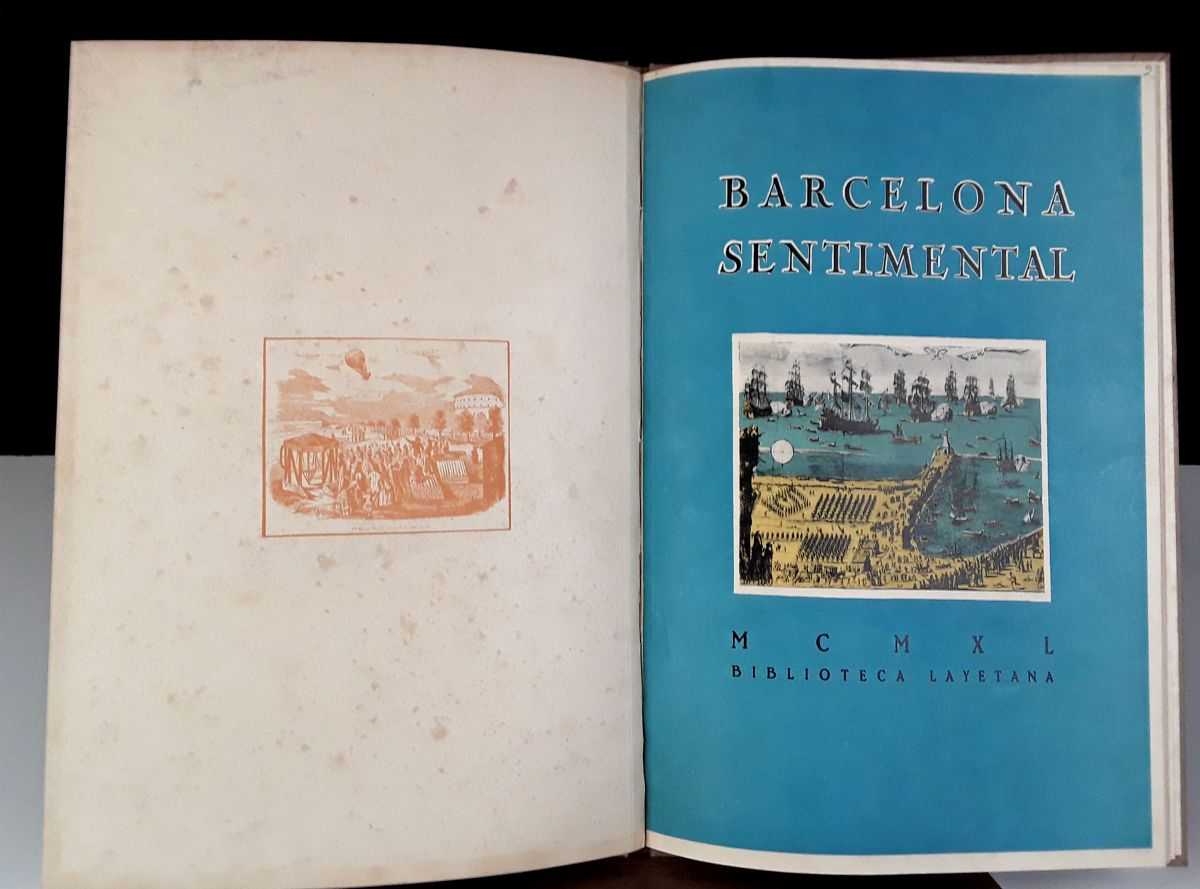 BARCELONA
SENTIMENTAL
M C M X L
BIBLIOTECA LAYETANA